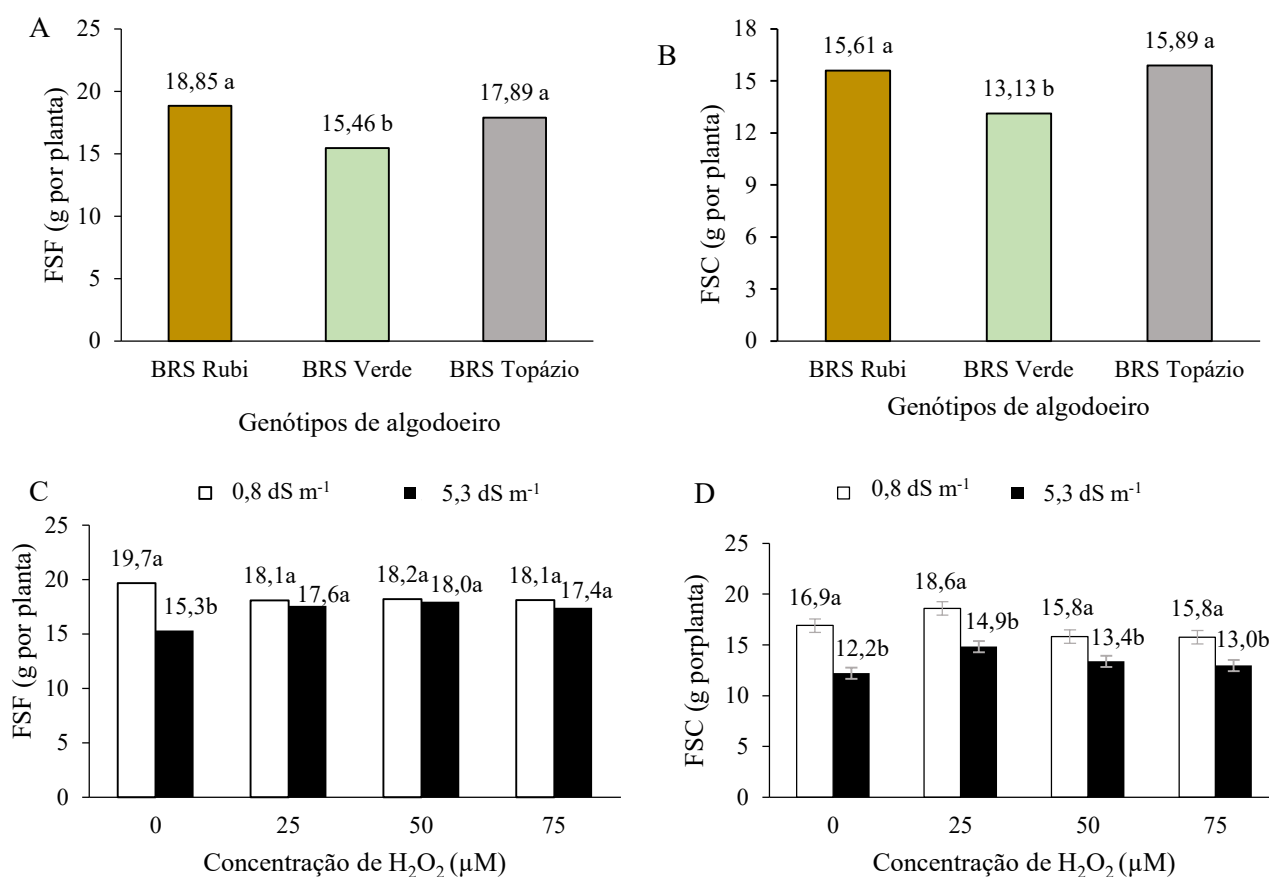 A
FSF (g por planta)
25
20
15
10
5
0
18,85 a
15,46 b
17,89 a
BRS Rubi BRS Verde BRS Topázio
Genótipos de algodoeiro
B
FSC (g por planta)
18
15
12
9
6
3
0
15,61 a
13,13 b
15,89 a
BRS Rubi BRS Verde BRS Topázio
Genótipos de algodoeiro
C
0,8 dS m⁻¹ 5,3 dS m⁻¹
FSF (g por planta)
25
20
15
10
5
0
19,7a
15,3b
18,1a
17,6a
18,2a
18,0a
18,1a
17,4a
0 25 50 75
Concentração de H₂O₂ (µM)
D
0,8 dS m⁻¹ 5,3 dS m⁻¹
FSC (g porplanta)
25
20
15
10
5
0
16,9a
12,2b
18,6a
14,9b
15,8a
13,4b
15,8a
13,0b
0 25 50 75
Concentração de H₂O₂ (µM)